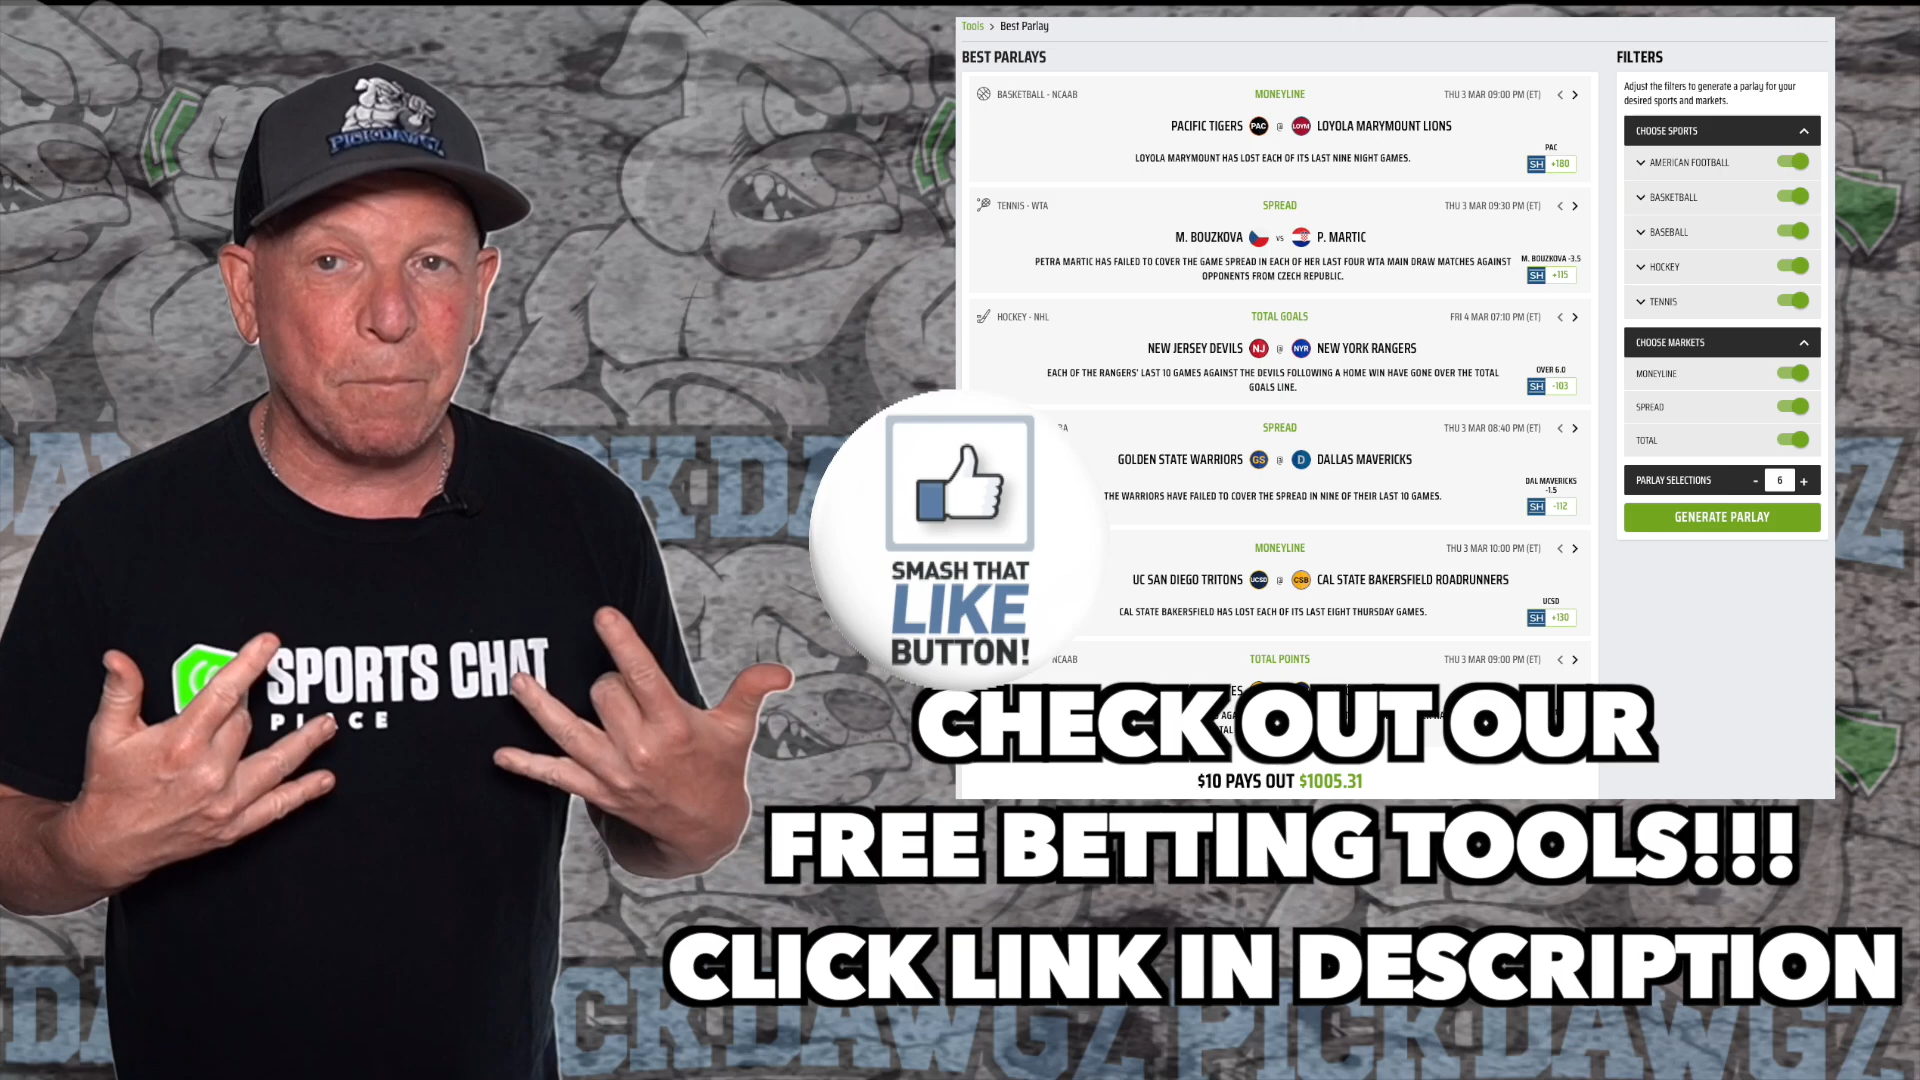 Tools > Best Parlay
BEST PARLAYS
BASKETBALL - NCAAB
MONEYLINE
THU 3 MAR 09:00 PM (ET)
PACIFIC TIGERS PAC @ LOYM LOYOLA MARYMOUNT LIONS
LOYOLA MARYMOUNT HAS LOST EACH OF ITS LAST NINE NIGHT GAMES.
PAC
SH +180
TENNIS - WTA
SPREAD
THU 3 MAR 09:30 PM (ET)
M. BOUZKOVA vs P. MARTIC
PETRA MARTIC HAS FAILED TO COVER THE GAME SPREAD IN EACH OF HER LAST FOUR WTA MAIN DRAW MATCHES AGAINST
OPPONENTS FROM CZECH REPUBLIC.
M. BOUZKOVA -3.5
SH +115
HOCKEY - NHL
TOTAL GOALS
FRI 4 MAR 07:10 PM (ET)
NEW JERSEY DEVILS NJ @ NYR NEW YORK RANGERS
EACH OF THE RANGERS' LAST 10 GAMES AGAINST THE DEVILS FOLLOWING A HOME WIN HAVE GONE OVER THE TOTAL
GOALS LINE.
OVER 6.0
SH -103
SPREAD
THU 3 MAR 08:40 PM (ET)
GOLDEN STATE WARRIORS GS @ D DALLAS MAVERICKS
THE WARRIORS HAVE FAILED TO COVER THE SPREAD IN NINE OF THEIR LAST 10 GAMES.
DAL MAVERICKS
-1.5
SH -112
MONEYLINE
THU 3 MAR 10:00 PM (ET)
UC SAN DIEGO TRITONS UCSD @ CSB CAL STATE BAKERSFIELD ROADRUNNERS
CAL STATE BAKERSFIELD HAS LOST EACH OF ITS LAST EIGHT THURSDAY GAMES.
UCSD
SH +130
NCAAB
TOTAL POINTS
THU 3 MAR 09:00 PM (ET)
$10 PAYS OUT $1005.31
FILTERS
Adjust the filters to generate a parlay for your
desired sports and markets.
CHOOSE SPORTS
AMERICAN FOOTBALL
BASKETBALL
BASEBALL
HOCKEY
TENNIS
CHOOSE MARKETS
MONEYLINE
SPREAD
TOTAL
PARLAY SELECTIONS - 6 +
GENERATE PARLAY
SMASH THAT
LIKE
BUTTON!
CHECK OUT OUR
FREE BETTING TOOLS!!!
CLICK LINK IN DESCRIPTION
PICKDAWGZ
SPORTS CHAT
PLACE
PICKDAWGZ